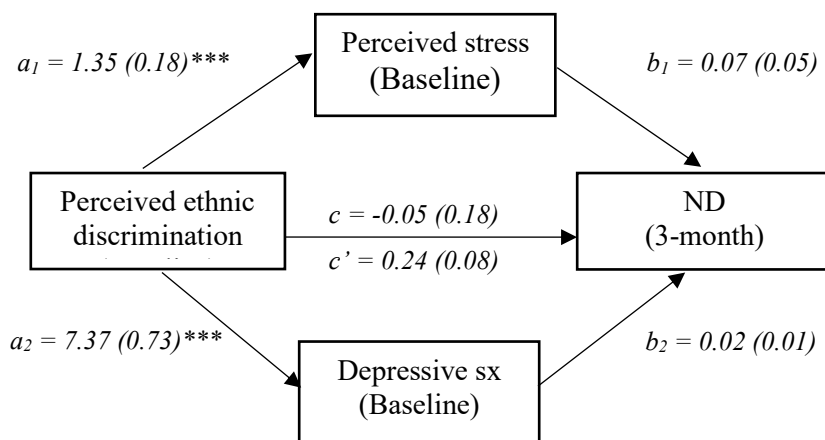 Perceived stress
(Baseline)
a1 = 1.35 (0.18)***
b1 = 0.07 (0.05)
Perceived ethnic
discrimination
c = -0.05 (0.18)
c’ = 0.24 (0.08)
ND
(3-month)
a2 = 7.37 (0.73)***
b2 = 0.02 (0.01)
Depressive sx
(Baseline)